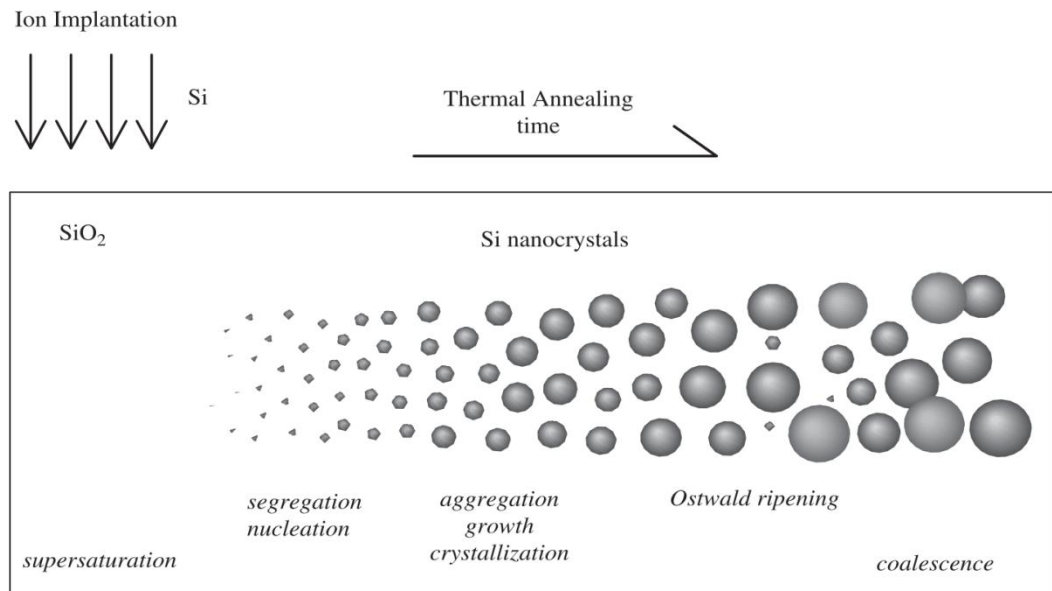 Ion Implantation
Si
Thermal Annealing
time
SiO₂
Si nanocrystals
segregation
nucleation
aggregation
growth
crystallization
Ostwald ripening
supersaturation
coalescence